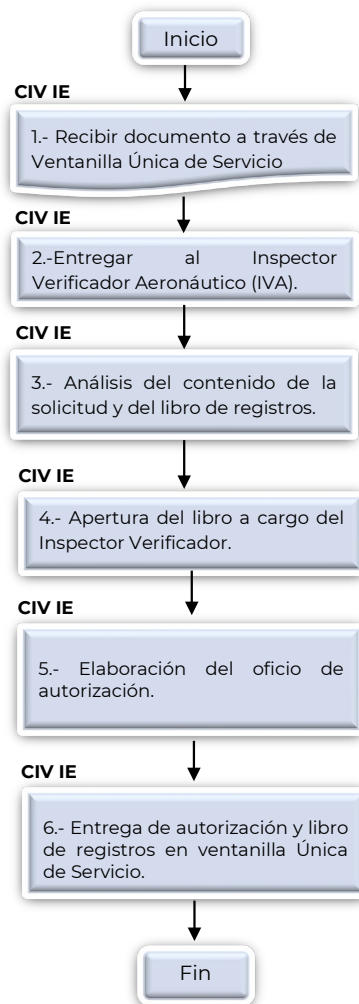 Inicio
CIV IE
1.- Recibir documento a través de
Ventanilla Única de Servicio
CIV IE
2.-Entregar al Inspector
Verificador Aeronáutico (IVA).
CIV IE
3.- Análisis del contenido de la
solicitud y del libro de registros.
CIV IE
4.- Apertura del libro a cargo del
Inspector Verificador.
CIV IE
5.- Elaboración del oficio de
autorización.
CIV IE
6.- Entrega de autorización y libro
de registros en ventanilla Única
de Servicio.
Fin